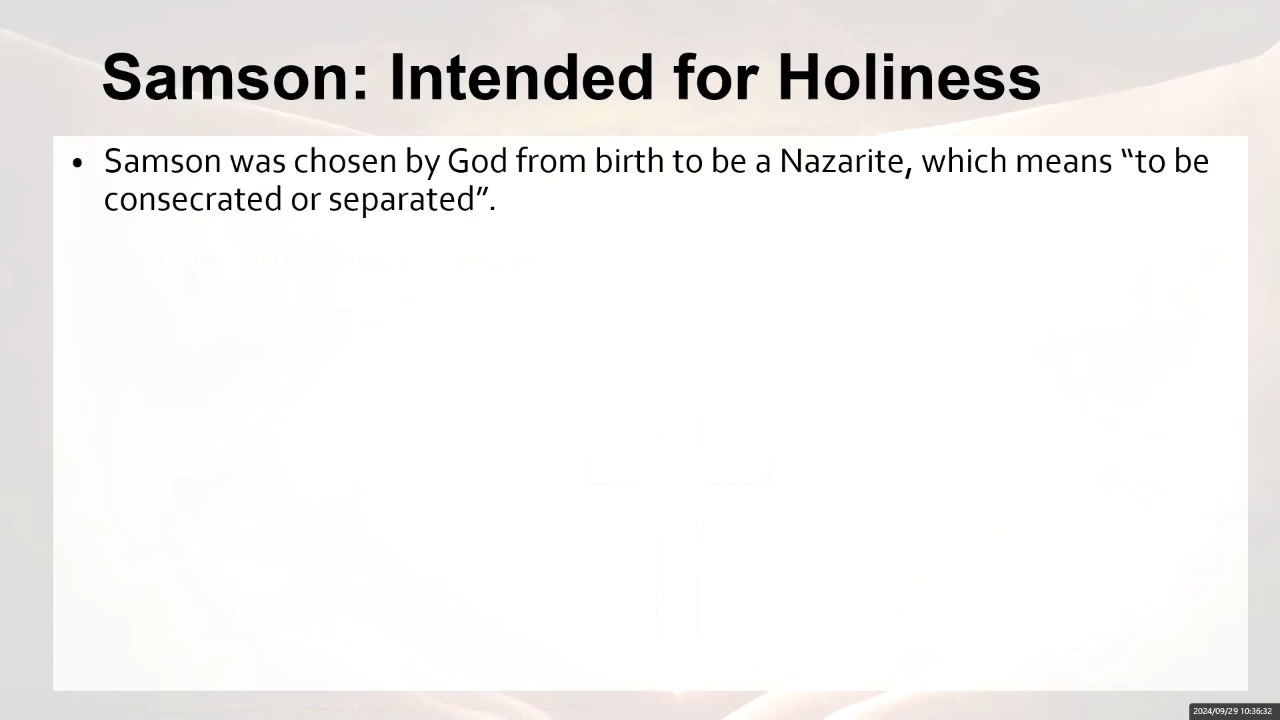 Samson: Intended for Holiness
• Samson was chosen by God from birth to be a Nazarite, which means “to be
consecrated or separated”.
2024/09/29 10:36:32